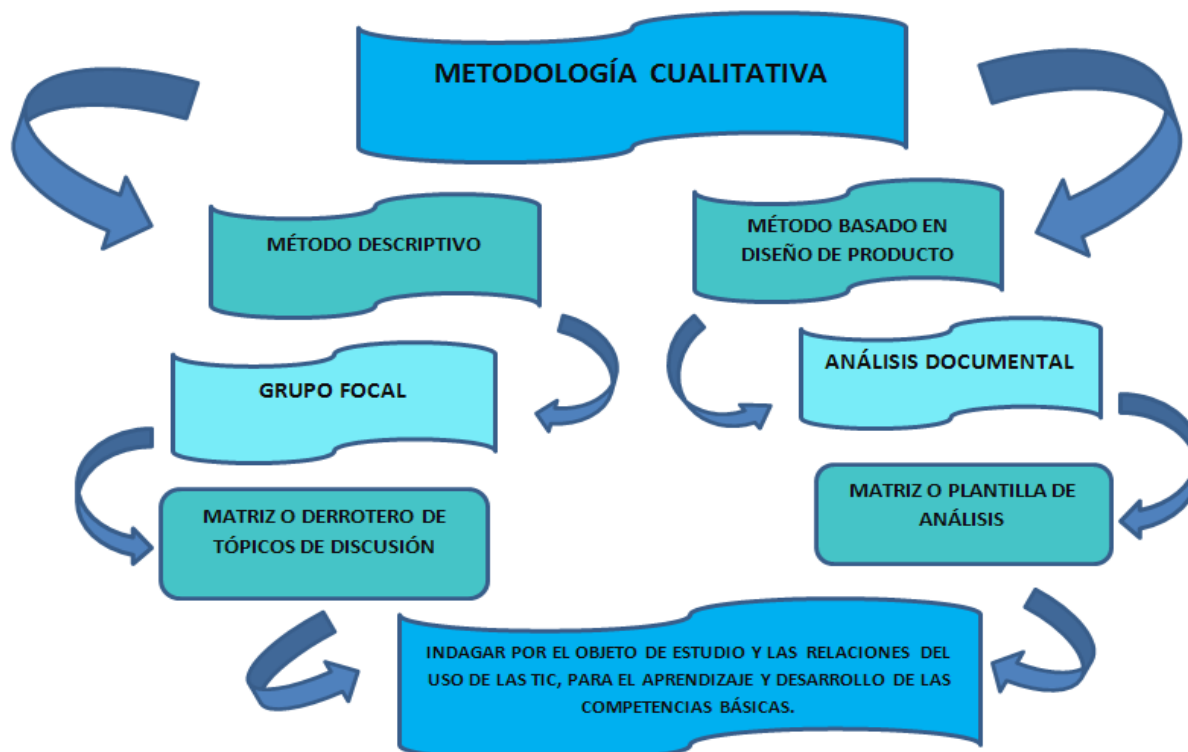 METODOLOGÍA CUALITATIVA
MÉTODO DESCRIPTIVO
MÉTODO BASADO EN
DISEÑO DE PRODUCTO
GRUPO FOCAL
ANÁLISIS DOCUMENTAL
MATRIZ O DERROTERO DE
TÓPICOS DE DISCUSIÓN
MATRIZ O PLANTILLA DE
ANÁLISIS
INDAGAR POR EL OBJETO DE ESTUDIO Y LAS RELACIONES DEL
USO DE LAS TIC, PARA EL APRENDIZAJE Y DESARROLLO DE LAS
COMPETENCIAS BÁSICAS.